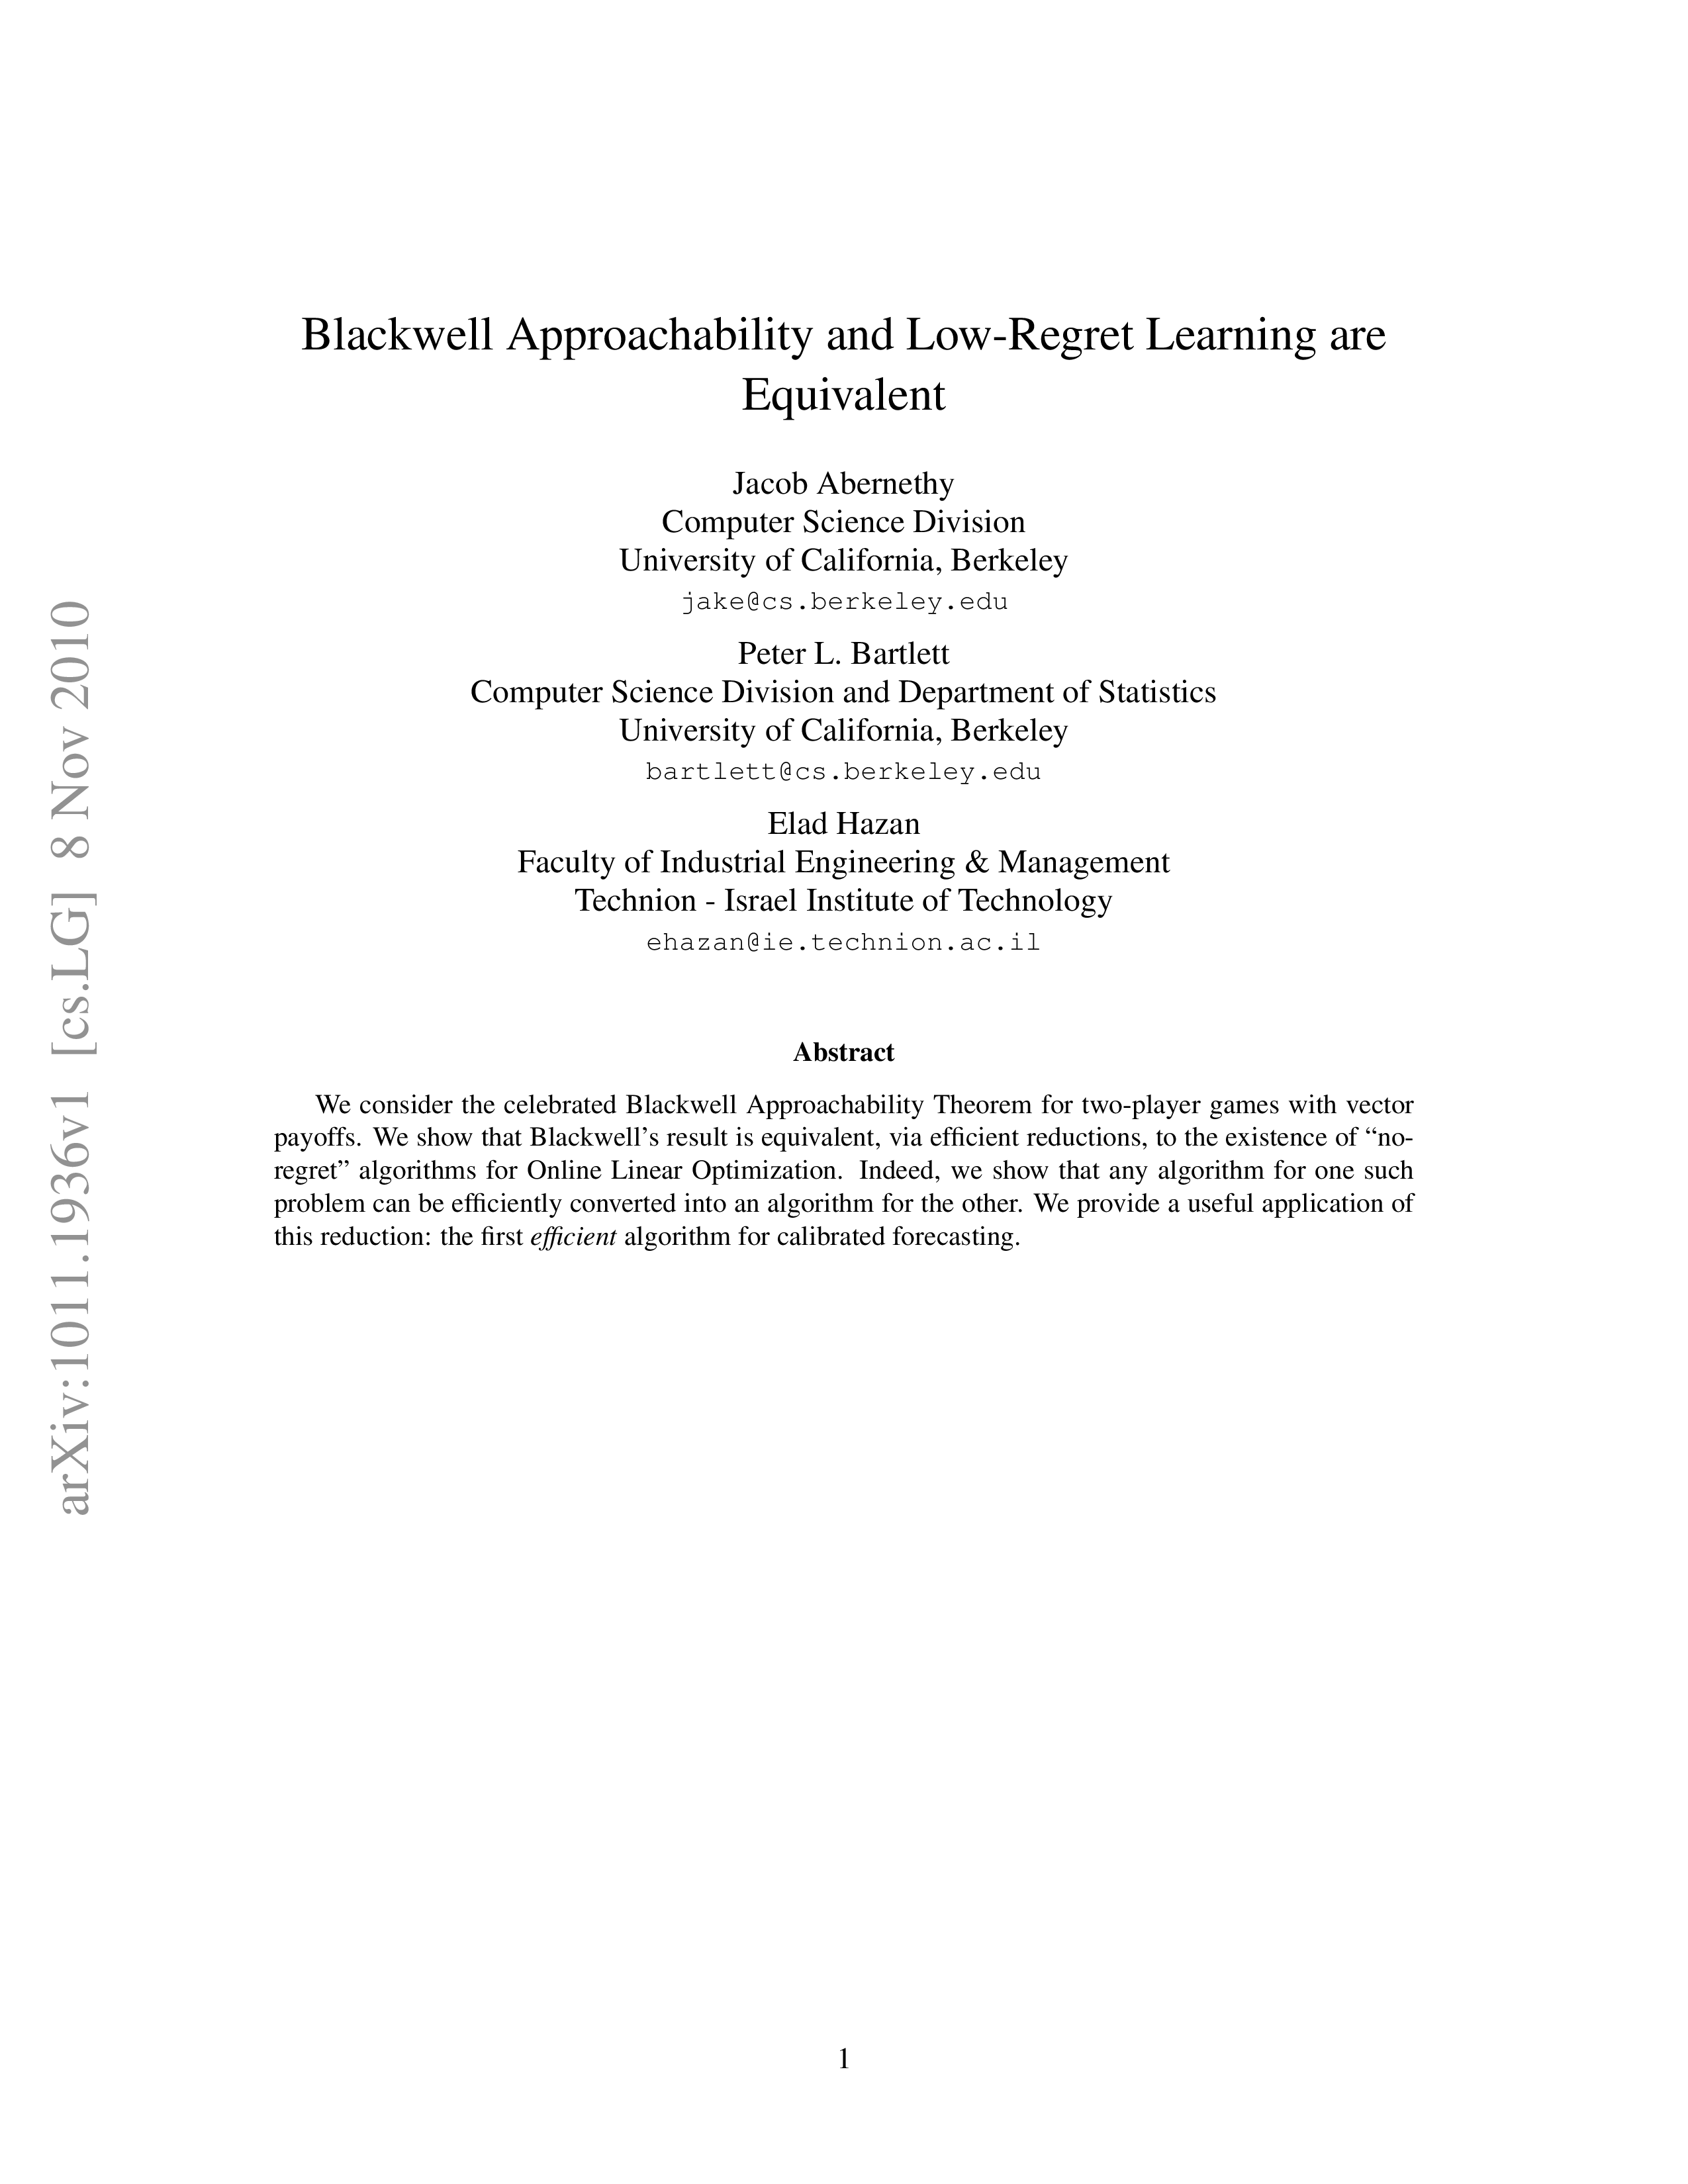 Blackwell Approachability and Low-Regret Learning are
Equivalent
Jacob Abernethy
Computer Science Division
University of California, Berkeley
jake@cs.berkeley.edu
Peter L. Bartlett
Computer Science Division and Department of Statistics
University of California, Berkeley
bartlett@cs.berkeley.edu
Elad Hazan
Faculty of Industrial Engineering & Management
Technion - Israel Institute of Technology
ehazan@ie.technion.ac.il
Abstract
We consider the celebrated Blackwell Approachability Theorem for two-player games with vector
payoffs. We show that Blackwell's result is equivalent, via efficient reductions, to the existence of “no-
regret” algorithms for Online Linear Optimization. Indeed, we show that any algorithm for one such
problem can be efficiently converted into an algorithm for the other. We provide a useful application of
this reduction: the first efficient algorithm for calibrated forecasting.
1
arXiv:1011.1936v1 [cs.LG] 8 Nov 2010